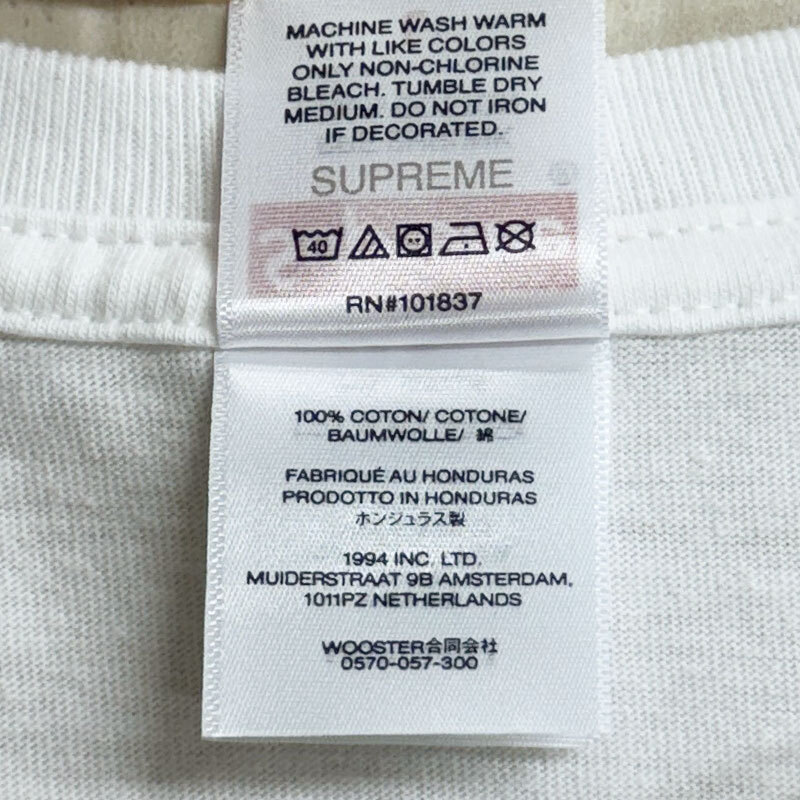 MACHINE WASH WARM
WITH LIKE COLORS
ONLY NON-CHLORINE
BLEACH. TUMBLE DRY
MEDIUM. DO NOT IRON
IF DECORATED.
SUPREME
40
RN#101837
100% COTON/ COTONE/
BAUMWOLLE/ 綿
FABRIQUÉ AU HONDURAS
PRODOTTO IN HONDURAS
ホンジュラス製
1994 INC. LTD.
MUIDERSTRAAT 9B AMSTERDAM,
1011PZ NETHERLANDS
WOOSTER合同会社
0570-057-300